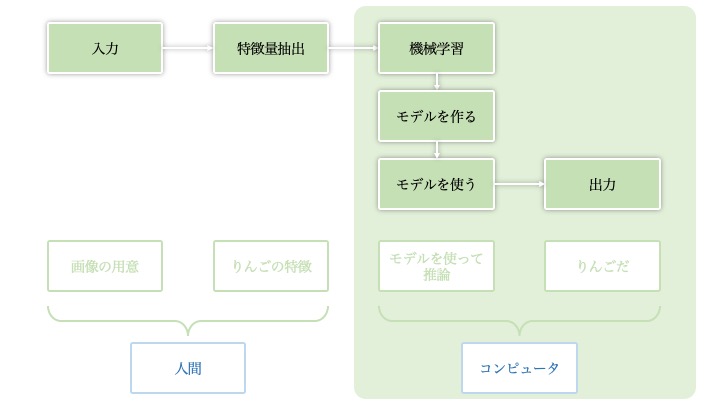 入力
特徴量抽出
機械学習
モデルを作る
モデルを使う
出力
画像の用意
りんごの特徴
モデルを使って
推論
りんごだ
人間
コンピュータ